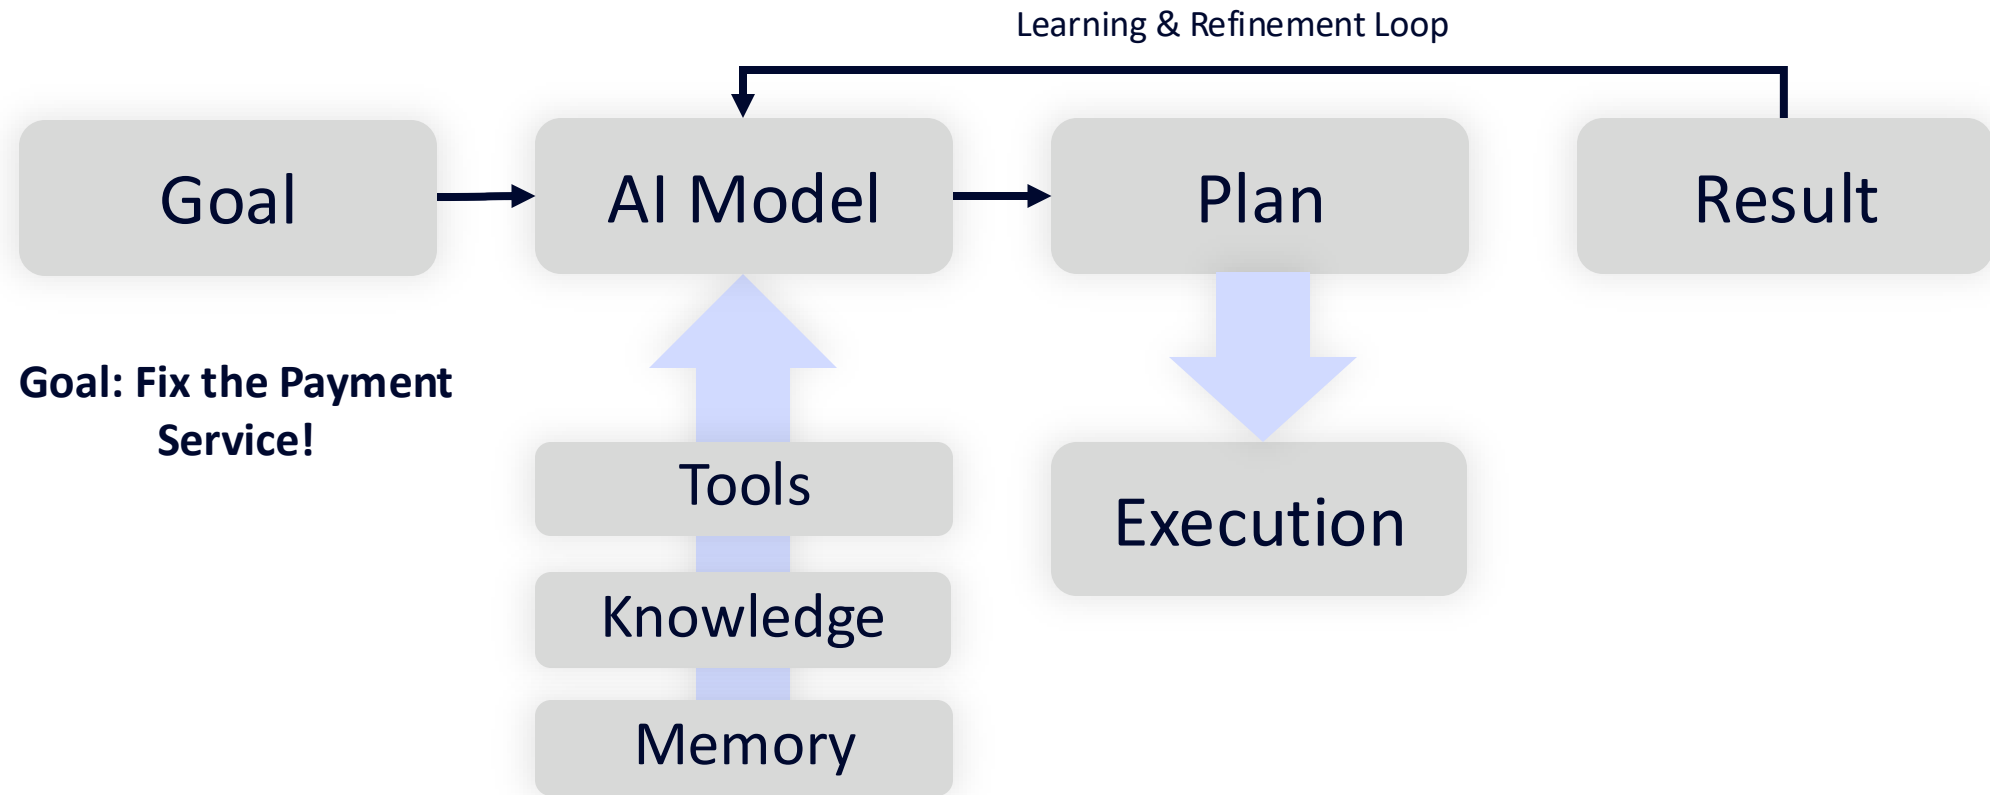 Learning & Refinement Loop
Goal
AI Model
Plan
Result
Goal: Fix the Payment
Service!
Tools
Knowledge
Memory
Execution